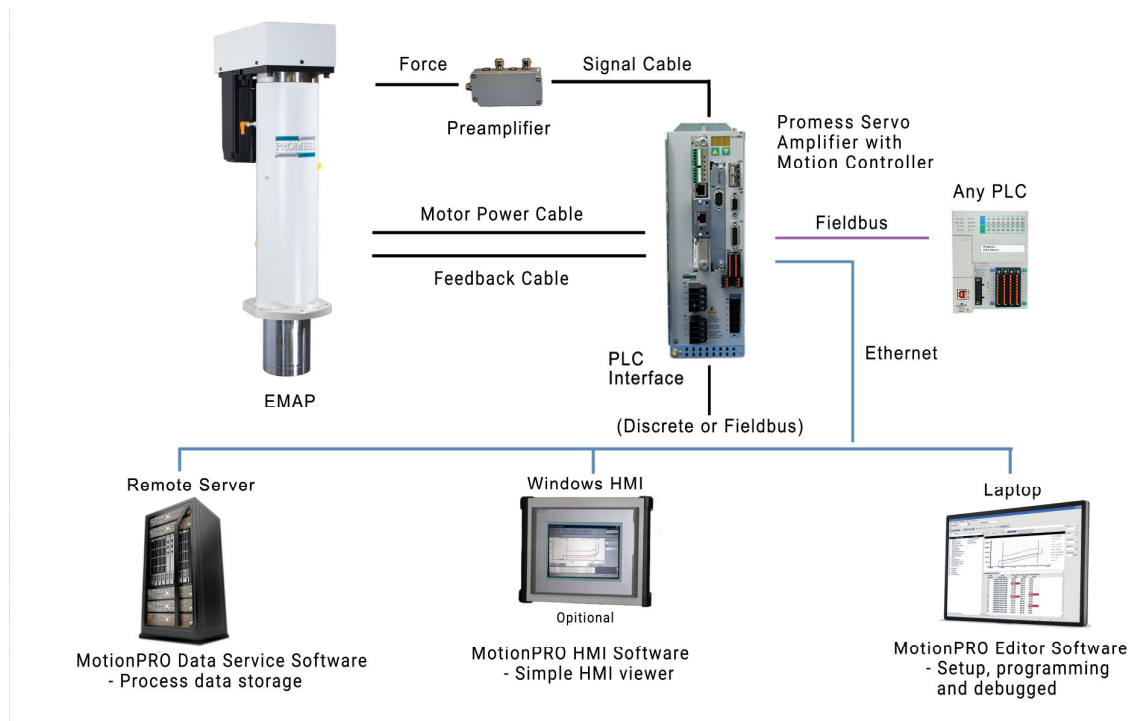 Force
Signal Cable
Preamplifier
Promess Servo
Amplifier with
Motion Controller
PROMESS
Any PLC
Motor Power Cable
Fieldbus
Feedback Cable
Ethernet
PLC
Interface
EMAP
(Discrete or Fieldbus)
Remote Server
Windows HMI
Laptop
Opitional
MotionPRO Data Service Software
- Process data storage
MotionPRO HMI Software
- Simple HMI viewer
MotionPRO Editor Software
- Setup, programming
and debugged